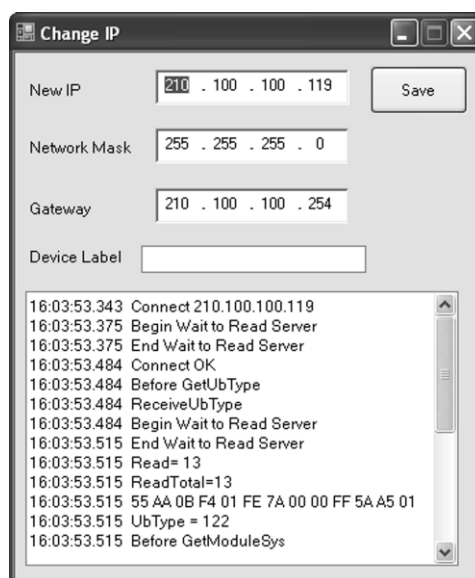 Change IP
New IP 210 . 100 . 100 . 119 Save
Network Mask 255 . 255 . 255 . 0
Gateway 210 . 100 . 100 . 254
Device Label
16:03:53.343 Connect 210.100.100.119
16:03:53.375 Begin Wait to Read Server
16:03:53.375 End Wait to Read Server
16:03:53.484 Connect OK
16:03:53.484 Before GetUbType
16:03:53.484 ReceiveUbType
16:03:53.484 Begin Wait to Read Server
16:03:53.515 End Wait to Read Server
16:03:53.515 Read= 13
16:03:53.515 ReadTotal=13
16:03:53.515 55 AA 0B F4 01 FE 7A 00 00 FF 5A A5 01
16:03:53.515 UbType = 122
16:03:53.515 Before GetModuleSys